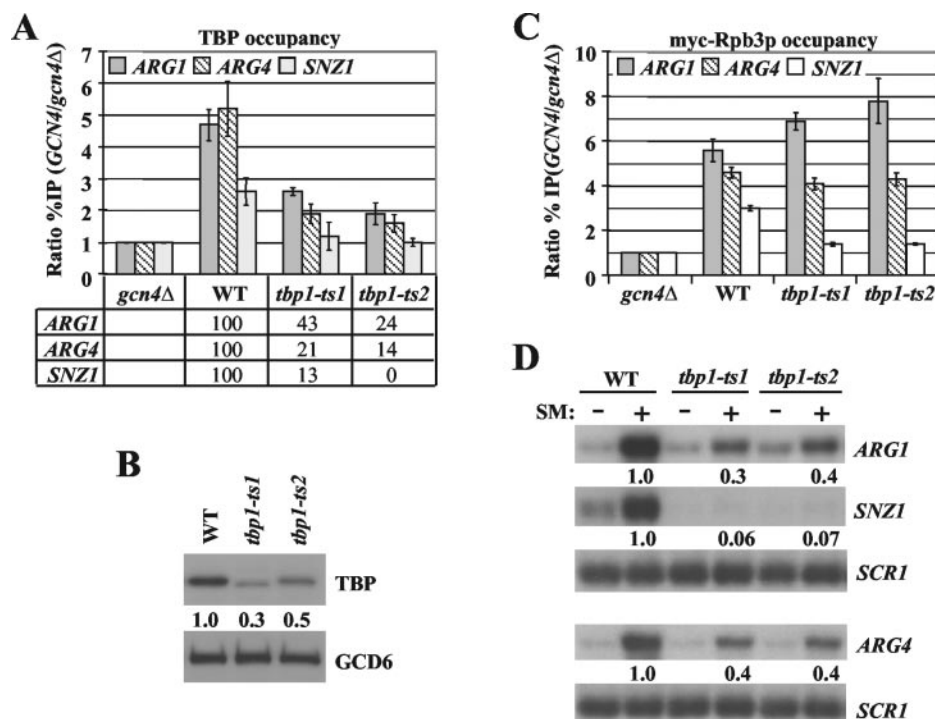 A
TBP occupancy
ARG1 ARG4 SNZ1
Ratio %IP (GCN4/gcn4Δ)
7
6
5
4
3
2
1
0
gcn4Δ WT tbp1-ts1 tbp1-ts2
ARG1 100 43 24
ARG4 100 21 14
SNZ1 100 13 0
B
WT tbp1-ts1 tbp1-ts2
TBP
1.0 0.3 0.5
GCD6
C
myc-Rpb3p occupancy
ARG1 ARG4 SNZ1
Ratio % IP(GCN4/gcn4Δ)
10
8
6
4
2
0
gcn4Δ WT tbp1-ts1 tbp1-ts2
D
WT tbp1-ts1 tbp1-ts2
SM: - + - + - +
ARG1
1.0 0.3 0.4
SNZ1
1.0 0.06 0.07
SCR1
ARG4
1.0 0.4 0.4
SCR1